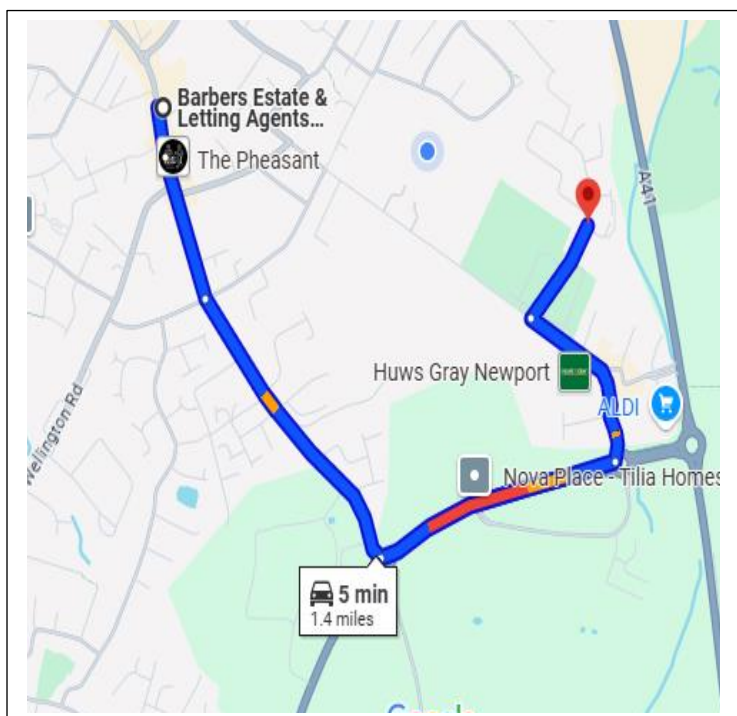 Barbers Estate &
Letting Agents...
The Pheasant
A41
Huws Gray Newport
ALDI
Wellington Rd
Nova Place - Tilia Homes
5 min
1.4 miles
Google